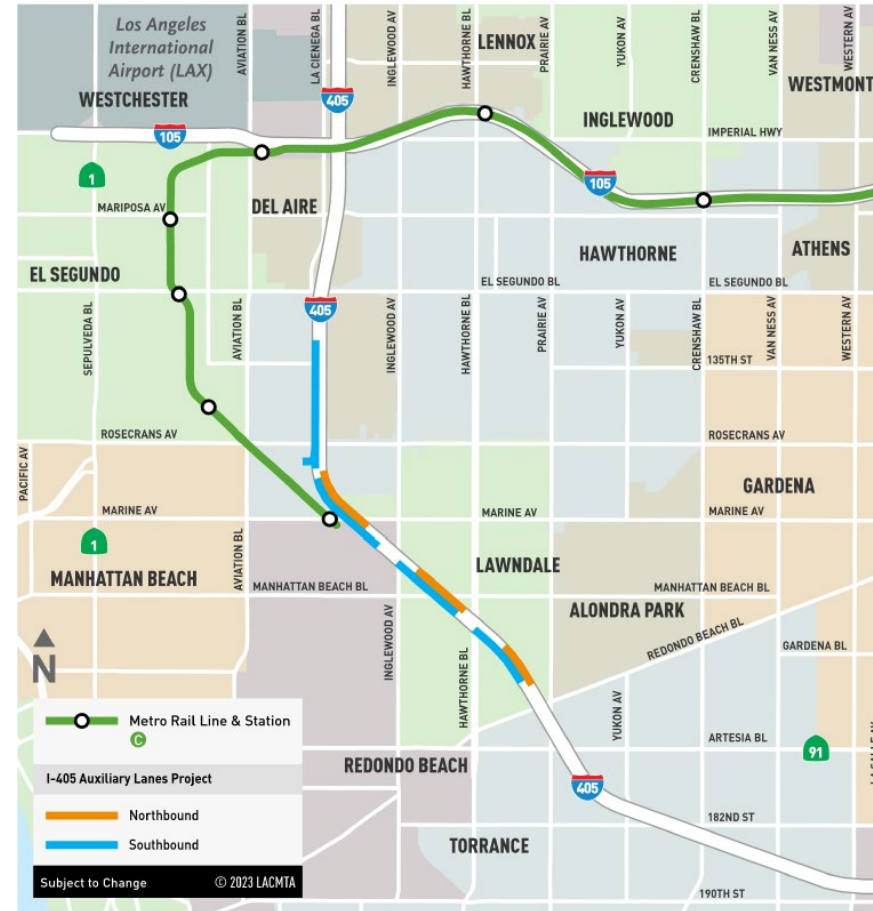 Los Angeles
International
Airport (LAX)
AVIATION BL
LA CIENEGA BL
INGLEWOOD AV
HAWTHORNE BL
LENNOX
PRAIRIE AV
YUKON AV
CRENSHAW BL
VAN NESS AV
WESTERN AV
WESTMONT
WESTCHESTER
405
105
INGLEWOOD
IMPERIAL HWY
1
105
MARIPOSA AV
DEL AIRE
HAWTHORNE
ATHENS
EL SEGUNDO
EL SEGUNDO BL
EL SEGUNDO BL
405
SEPULVEDA BL
AVIATION BL
INGLEWOOD AV
HAWTHORNE BL
PRAIRIE AV
YUKON AV
CRENSHAW BL
VAN NESS AV
WESTERN AV
135TH ST
ROSECRANS AV
ROSECRANS AV
PACIFIC AV
GARDENA
MARINE AV
MARINE AV
MARINE AV
1
LAWNDALE
MANHATTAN BEACH
AVIATION BL
MANHATTAN BEACH BL
MANHATTAN BEACH BL
ALONDRA PARK
REDONDO BEACH BL
INGLEWOOD AV
HAWTHORNE BL
GARDENA BL
N
YUKON AV
Metro Rail Line & Station
C
ARTESIA BL
91
REDONDO BEACH
I-405 Auxiliary Lanes Project
405
Northbound
182ND ST
Southbound
TORRANCE
Subject to Change
© 2023 LACMTA
190TH ST